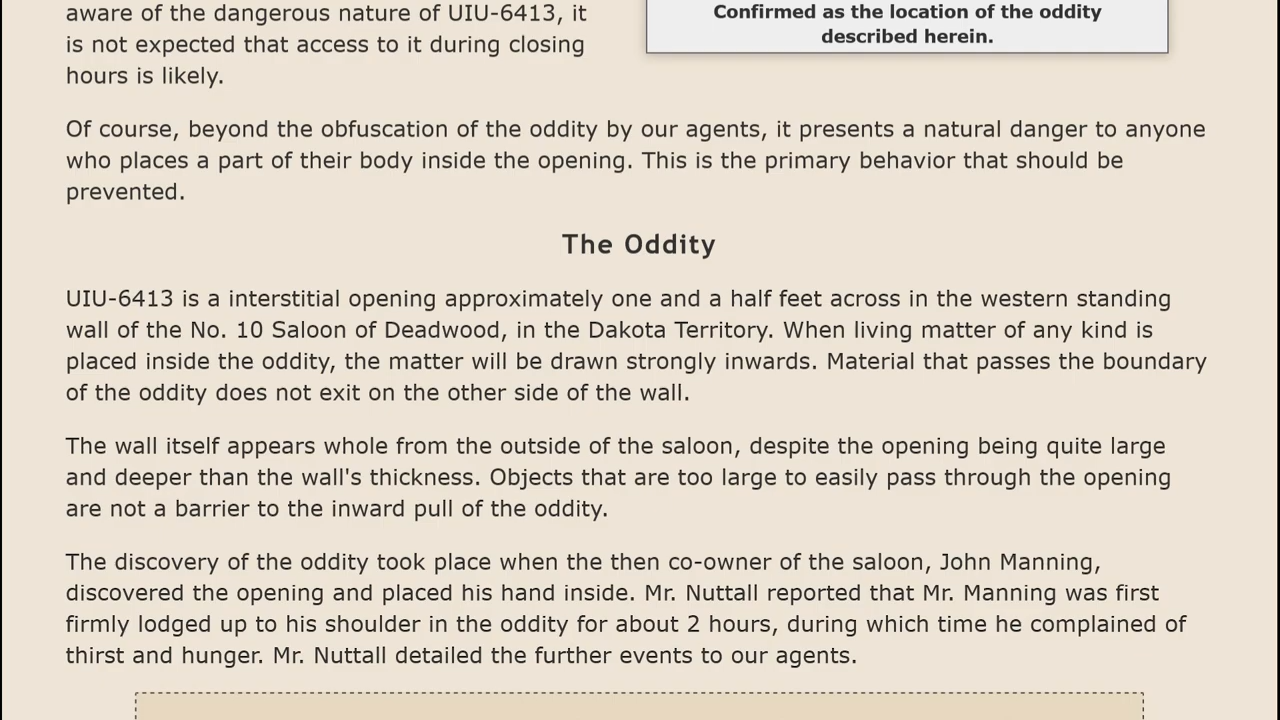 aware of the dangerous nature of UIU-6413, it
is not expected that access to it during closing
hours is likely.
Confirmed as the location of the oddity
described herein.
Of course, beyond the obfuscation of the oddity by our agents, it presents a natural danger to anyone
who places a part of their body inside the opening. This is the primary behavior that should be
prevented.
The Oddity
UIU-6413 is a interstitial opening approximately one and a half feet across in the western standing
wall of the No. 10 Saloon of Deadwood, in the Dakota Territory. When living matter of any kind is
placed inside the oddity, the matter will be drawn strongly inwards. Material that passes the boundary
of the oddity does not exit on the other side of the wall.
The wall itself appears whole from the outside of the saloon, despite the opening being quite large
and deeper than the wall's thickness. Objects that are too large to easily pass through the opening
are not a barrier to the inward pull of the oddity.
The discovery of the oddity took place when the then co-owner of the saloon, John Manning,
discovered the opening and placed his hand inside. Mr. Nuttall reported that Mr. Manning was first
firmly lodged up to his shoulder in the oddity for about 2 hours, during which time he complained of
thirst and hunger. Mr. Nuttall detailed the further events to our agents.